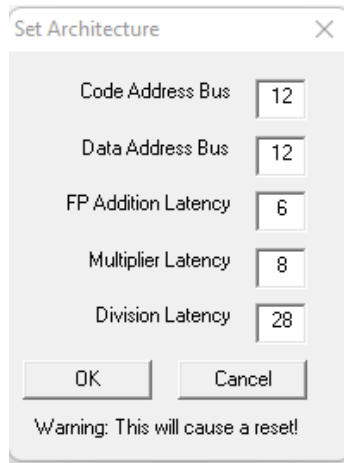 Set Architecture
Code Address Bus 12
Data Address Bus 12
FP Addition Latency 6
Multiplier Latency 8
Division Latency 28
OK Cancel
Warning: This will cause a reset!